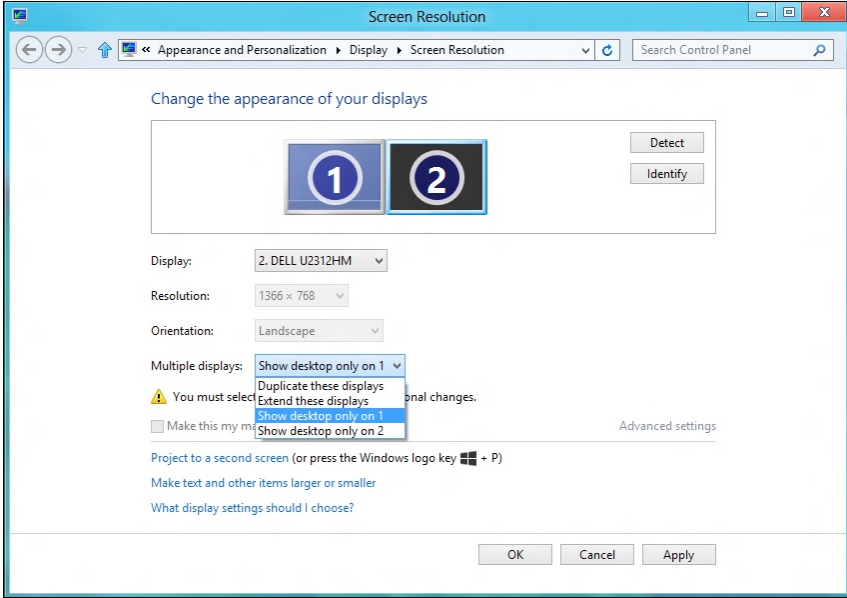 Screen Resolution
« Appearance and Personalization ▸ Display ▸ Screen Resolution
Search Control Panel
Change the appearance of your displays
1 2
Detect
Identify
Display: 2. DELL U2312HM
Resolution: 1366 × 768
Orientation: Landscape
Multiple displays: Show desktop only on 1
Duplicate these displays
You must select onal changes.
Extend these displays
Show desktop only on 1
Make this my Advanced settings
Show desktop only on 2
Project to a second screen (or press the Windows logo key + P)
Make text and other items larger or smaller
What display settings should I choose?
OK Cancel Apply